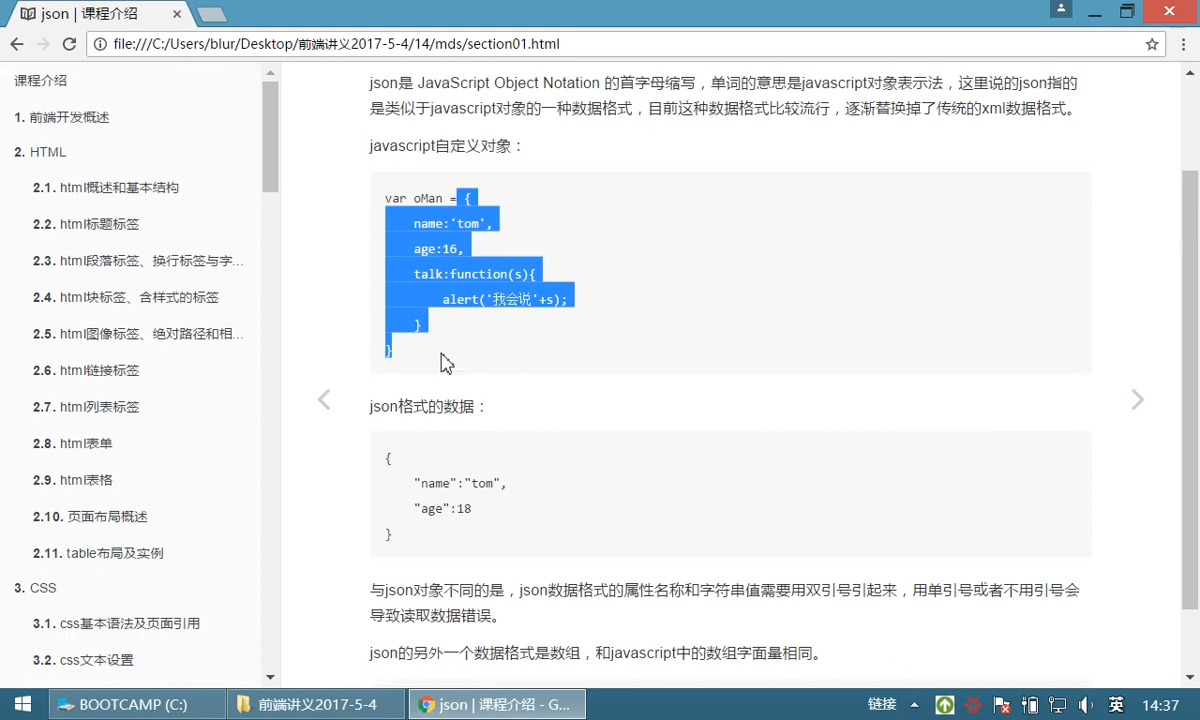 json | 课程介绍
file:///C:/Users/blur/Desktop/前端讲义2017-5-4/14/mds/section01.html
课程介绍
1. 前端开发概述
2. HTML
2.1. html概述和基本结构
2.2. html标题标签
2.3. html段落标签、换行标签与字...
2.4. html块标签、含样式的标签
2.5. html图像标签、绝对路径和相...
2.6. html链接标签
2.7. html列表标签
2.8. html表单
2.9. html表格
2.10. 页面布局概述
2.11. table布局及实例
3. CSS
3.1. css基本语法及页面引用
3.2. css文本设置
json是 JavaScript Object Notation 的首字母缩写，单词的意思是javascript对象表示法，这里说的json指的
是类似于javascript对象的一种数据格式，目前这种数据格式比较流行，逐渐替换掉了传统的xml数据格式。
javascript自定义对象：
var oMan = {
name:'tom',
age:16,
talk:function(s){
alert('我会说'+s);
}
}
json格式的数据：
{
"name":"tom",
"age":18
}
与json对象不同的是，json数据格式的属性名称和字符串值需要用双引号引起来，用单引号或者不用引号会
导致读取数据错误。
json的另外一个数据格式是数组，和javascript中的数组字面量相同。
BOOTCAMP (C:)
前端讲义2017-5-4
json | 课程介绍 - G...
链接
英
14:37